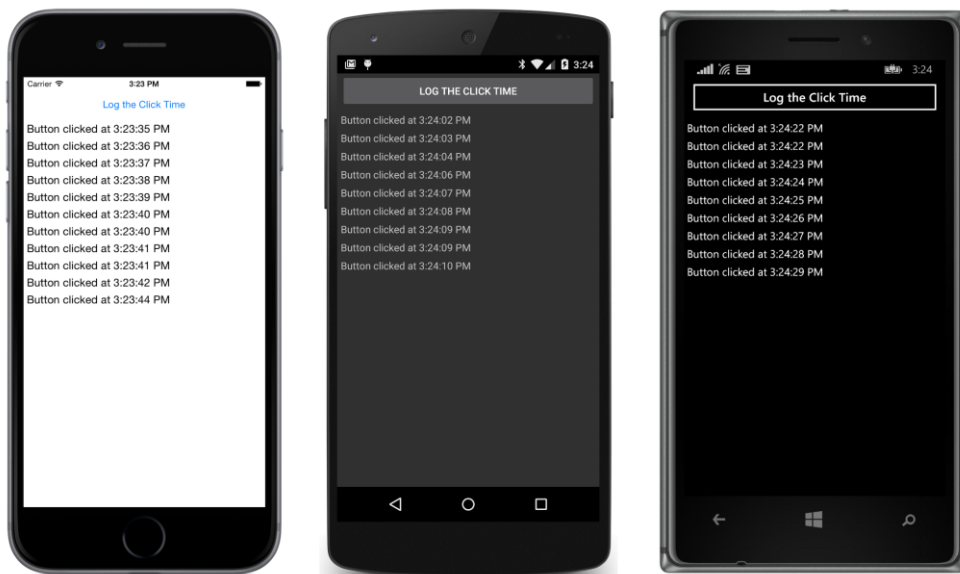 Carrier
3:23 PM
Log the Click Time
Button clicked at 3:23:35 PM
Button clicked at 3:23:36 PM
Button clicked at 3:23:37 PM
Button clicked at 3:23:38 PM
Button clicked at 3:23:39 PM
Button clicked at 3:23:40 PM
Button clicked at 3:23:40 PM
Button clicked at 3:23:41 PM
Button clicked at 3:23:41 PM
Button clicked at 3:23:42 PM
Button clicked at 3:23:44 PM
3:24
LOG THE CLICK TIME
Button clicked at 3:24:02 PM
Button clicked at 3:24:03 PM
Button clicked at 3:24:04 PM
Button clicked at 3:24:06 PM
Button clicked at 3:24:07 PM
Button clicked at 3:24:08 PM
Button clicked at 3:24:09 PM
Button clicked at 3:24:09 PM
Button clicked at 3:24:10 PM
3:24
Log the Click Time
Button clicked at 3:24:22 PM
Button clicked at 3:24:22 PM
Button clicked at 3:24:23 PM
Button clicked at 3:24:24 PM
Button clicked at 3:24:25 PM
Button clicked at 3:24:26 PM
Button clicked at 3:24:27 PM
Button clicked at 3:24:28 PM
Button clicked at 3:24:29 PM